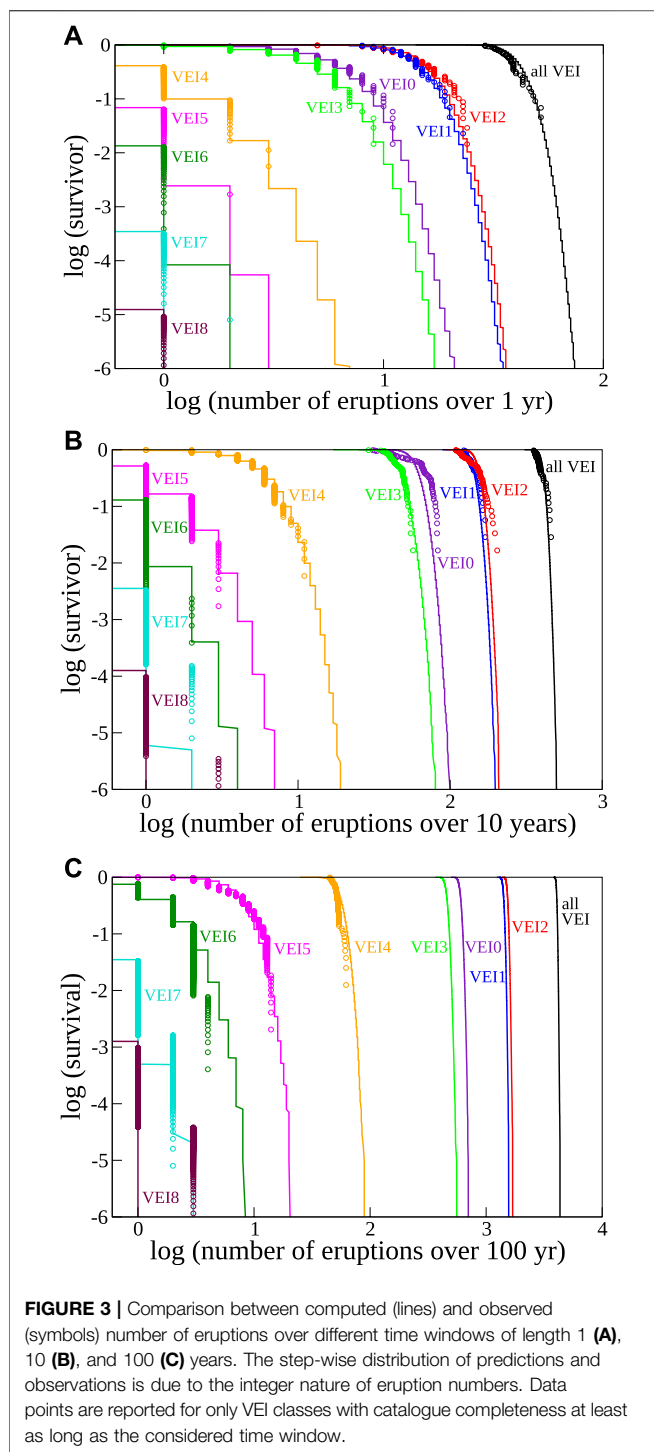 A
0
-1
-2
-3
-4
-5
-6
log (survivor)
VEI4
VEI5
VEI6
VEI7
VEI8
VEI3
VEI0
VEI1
VEI2
all VEI
0
1
2
log (number of eruptions over 1 yr)
B
0
-1
-2
-3
-4
-5
-6
log (survivor)
VEI5
VEI6
VEI7
VEI8
VEI4
VEI3
VEI0
VEI1
VEI2
all VEI
0
1
2
3
log (number of eruptions over 10 years)
C
0
-1
-2
-3
-4
-5
-6
log (survival)
VEI7
VEI8
VEI6
VEI5
VEI4
VEI3
VEI0
VEI1
VEI2
all
VEI
0
1
2
3
4
log (number of eruptions over 100 yr)
FIGURE 3 | Comparison between computed (lines) and observed
(symbols) number of eruptions over different time windows of length 1 (A),
10 (B), and 100 (C) years. The step-wise distribution of predictions and
observations is due to the integer nature of eruption numbers. Data
points are reported for only VEI classes with catalogue completeness at least
as long as the considered time window.